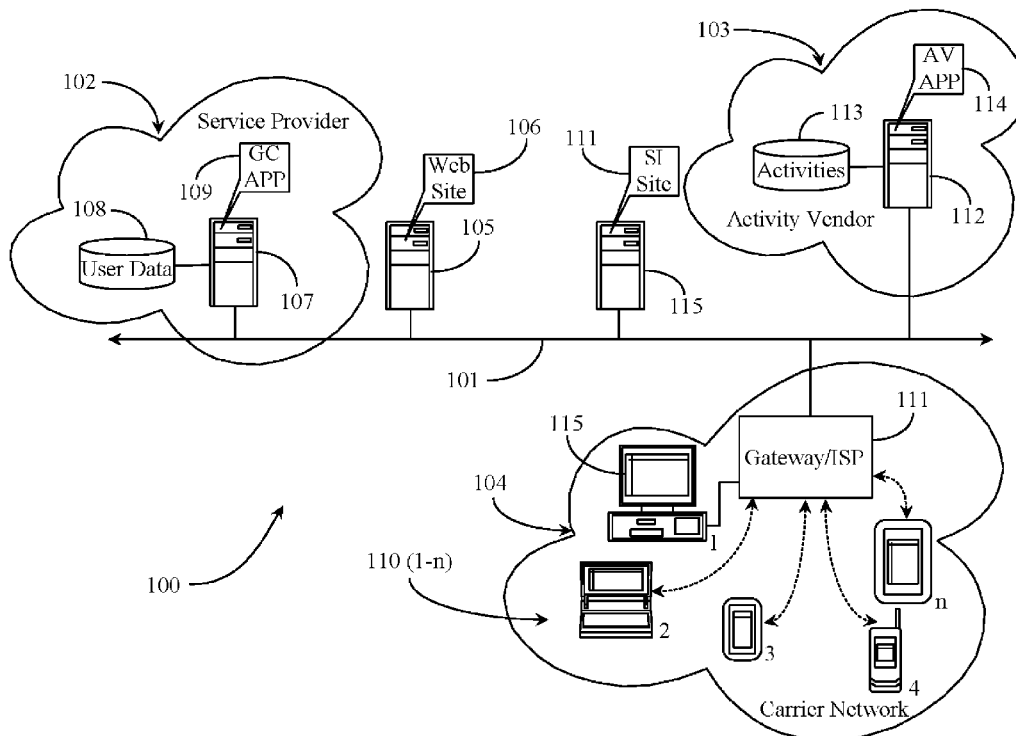 103
AV
APP
114
102
Service Provider
106
113
109
GC
APP
Web
Site
111
SI
Site
Activities
108
112
Activity Vendor
User Data
107
105
115
101
115
111
Gateway/ISP
104
1
110 (1-n)
100
n
2
3
4
Carrier Network